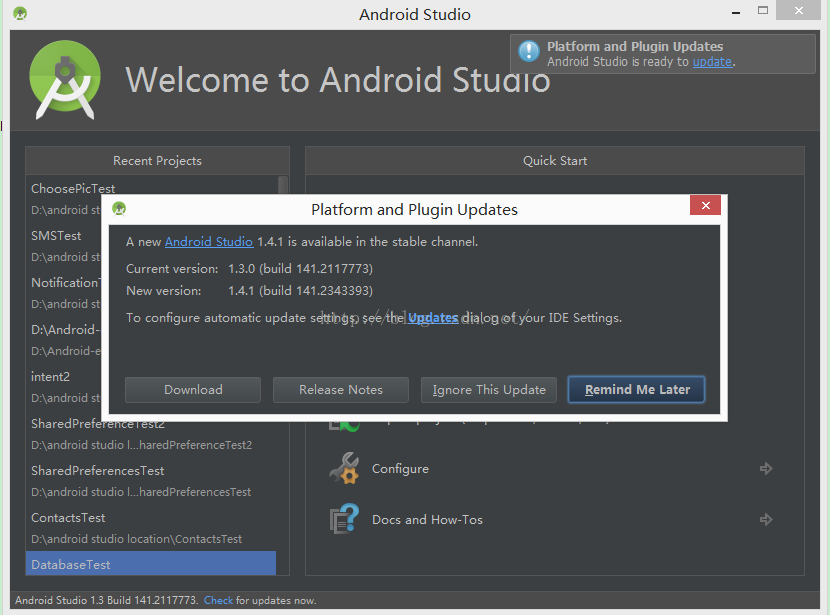 Android Studio
Platform and Plugin Updates
Android Studio is ready to update.
Welcome to Android Studio
Recent Projects
Quick Start
ChoosePicTest
D:\android st
SMSTest
D:\android st
Platform and Plugin Updates
A new Android Studio 1.4.1 is available in the stable channel.
Current version: 1.3.0 (build 141.2117773)
New version: 1.4.1 (build 141.2343393)
To configure automatic update settings, see the Updates dialog of your IDE Settings.
http://blog.csdn.net/
Download
Release Notes
Ignore This Update
Remind Me Later
Notification
D:\android st
D:\Android-
D:\Android-e
intent2
D:\android st
SharedPreferenceTest2
D:\android studio l...haredPreferenceTest2
SharedPreferencesTest
D:\android studio l...haredPreferencesTest
ContactsTest
D:\android studio location\ContactsTest
DatabaseTest
Configure
Docs and How-Tos
Android Studio 1.3 Build 141.2117773. Check for updates now.